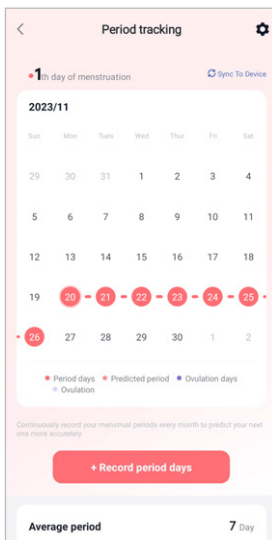 Period tracking
1th day of menstruation
Sync To Device
2023/11
Sun Mon Tues Wed Thur Fri Sat
29 30 31 1 2 3 4
5 6 7 8 9 10 11
12 13 14 15 16 17 18
19 20 21 22 23 24 25
26 27 28 29 30 1 2
Period days Predicted period Ovulation days
Ovulation
Continuously record your menstrual periods every month to predict your next
one more accurately
+ Record period days
Average period 7 Day